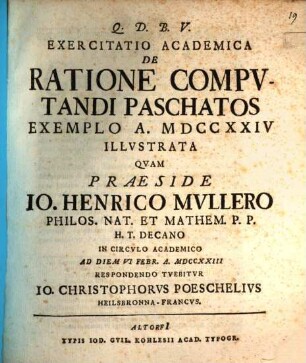 19
Q. D. B. V.
EXERCITATIO ACADEMICA
DE
RATIONE COMPV-
TANDI PASCHATOS
EXEMPLO A. MDCCXXIV
ILLVSTRATA
QVAM
PRAESIDE
IO. HENRICO MVLLERO
PHILOS. NAT. ET MATHEM. P. P.
H. T. DECANO
IN CIRCVLO ACADEMICO
AD DIEM VI FEBR. A. MDCCXXIII
RESPONDENDO TVEBITVR
IO. CHRISTOPHORVS POESCHELIVS
HEILSBRONNA-FRANCVS.
ALTORFI
TYPIS IOD. GVIL. KOHLESII ACAD. TYPOGR.